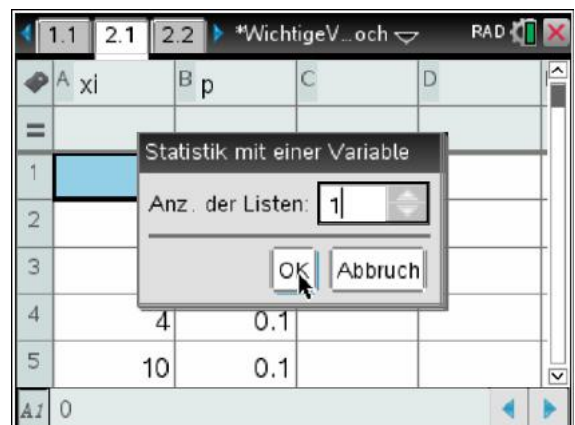 1.1 2.1 2.2 *WichtigeV…och RAD
A xi B p C D
=
Statistik mit einer Variable
1
Anz. der Listen: 1
2
3
OK Abbruch
4 4 0.1
5 10 0.1
A1 0